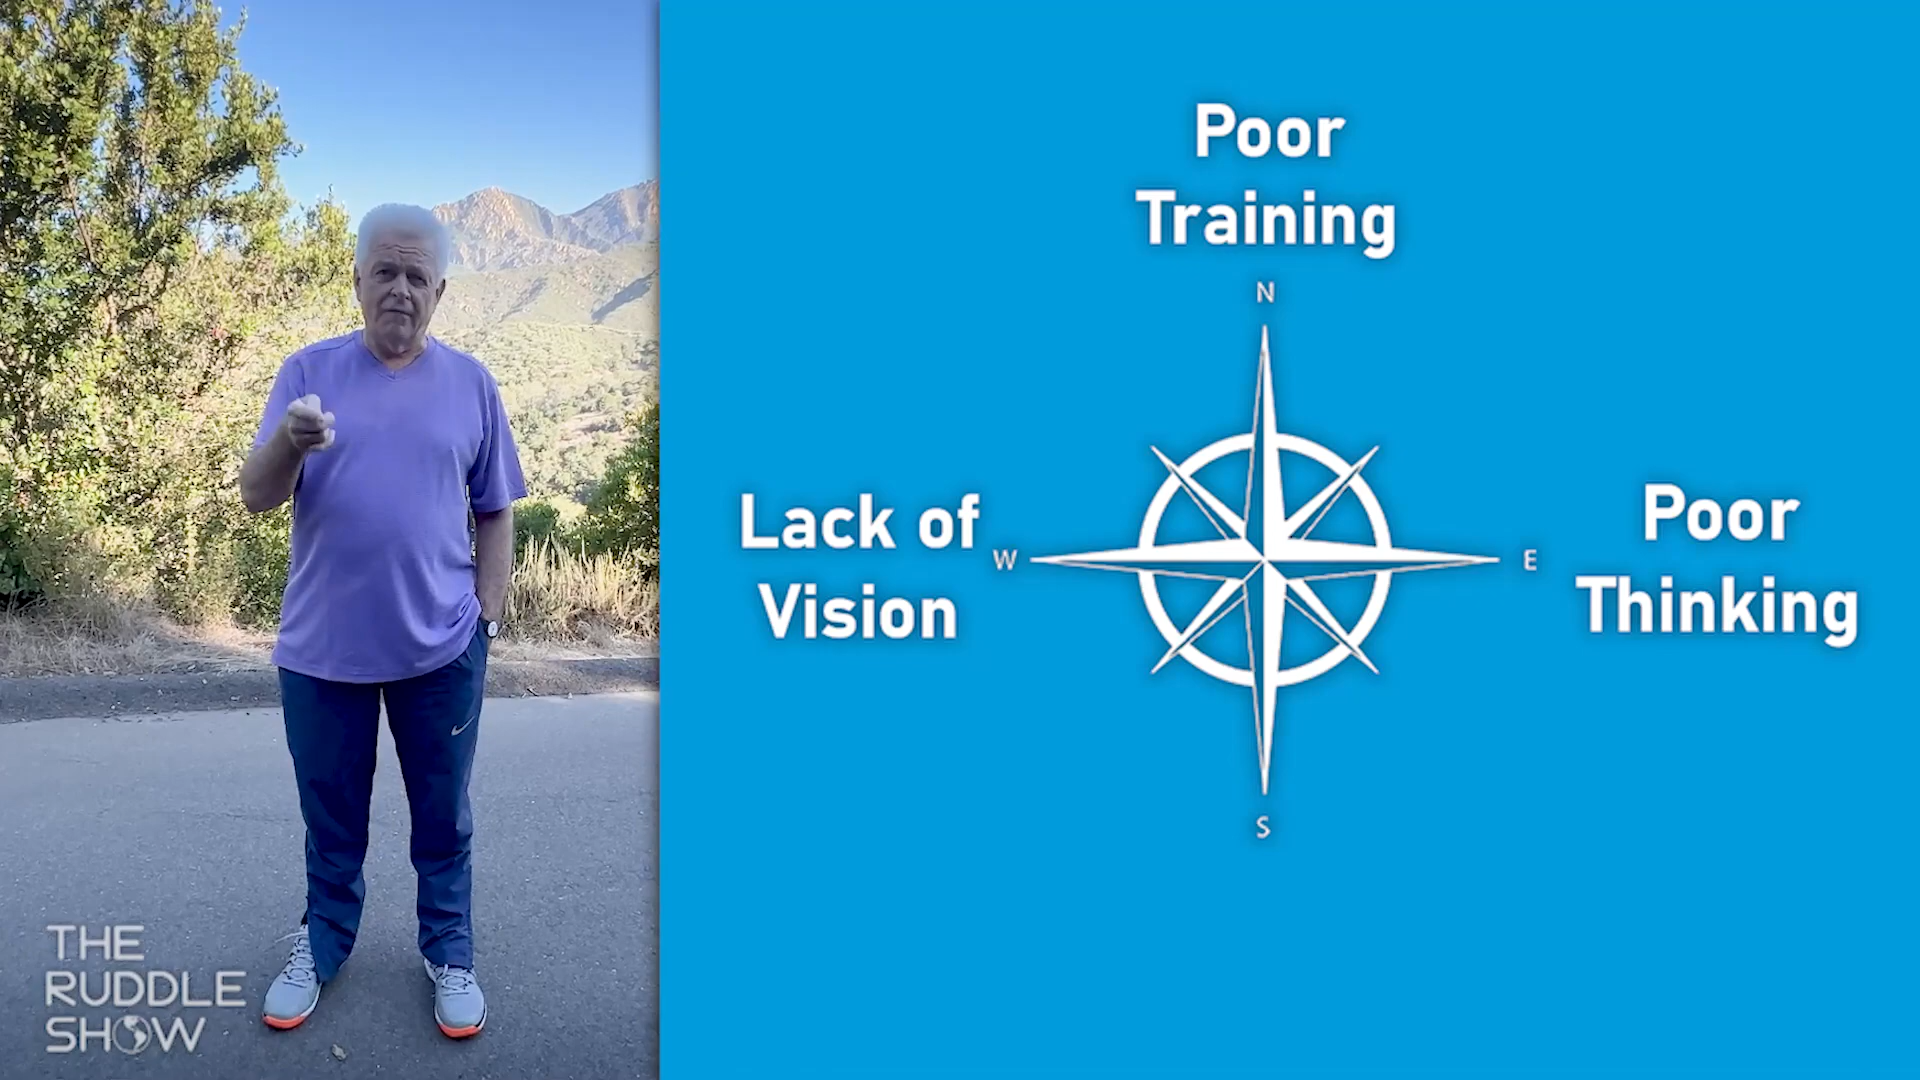 Poor
Training
N
Lack of
Vision
W
E
Poor
Thinking
S
THE
RUDDLE
SHOW